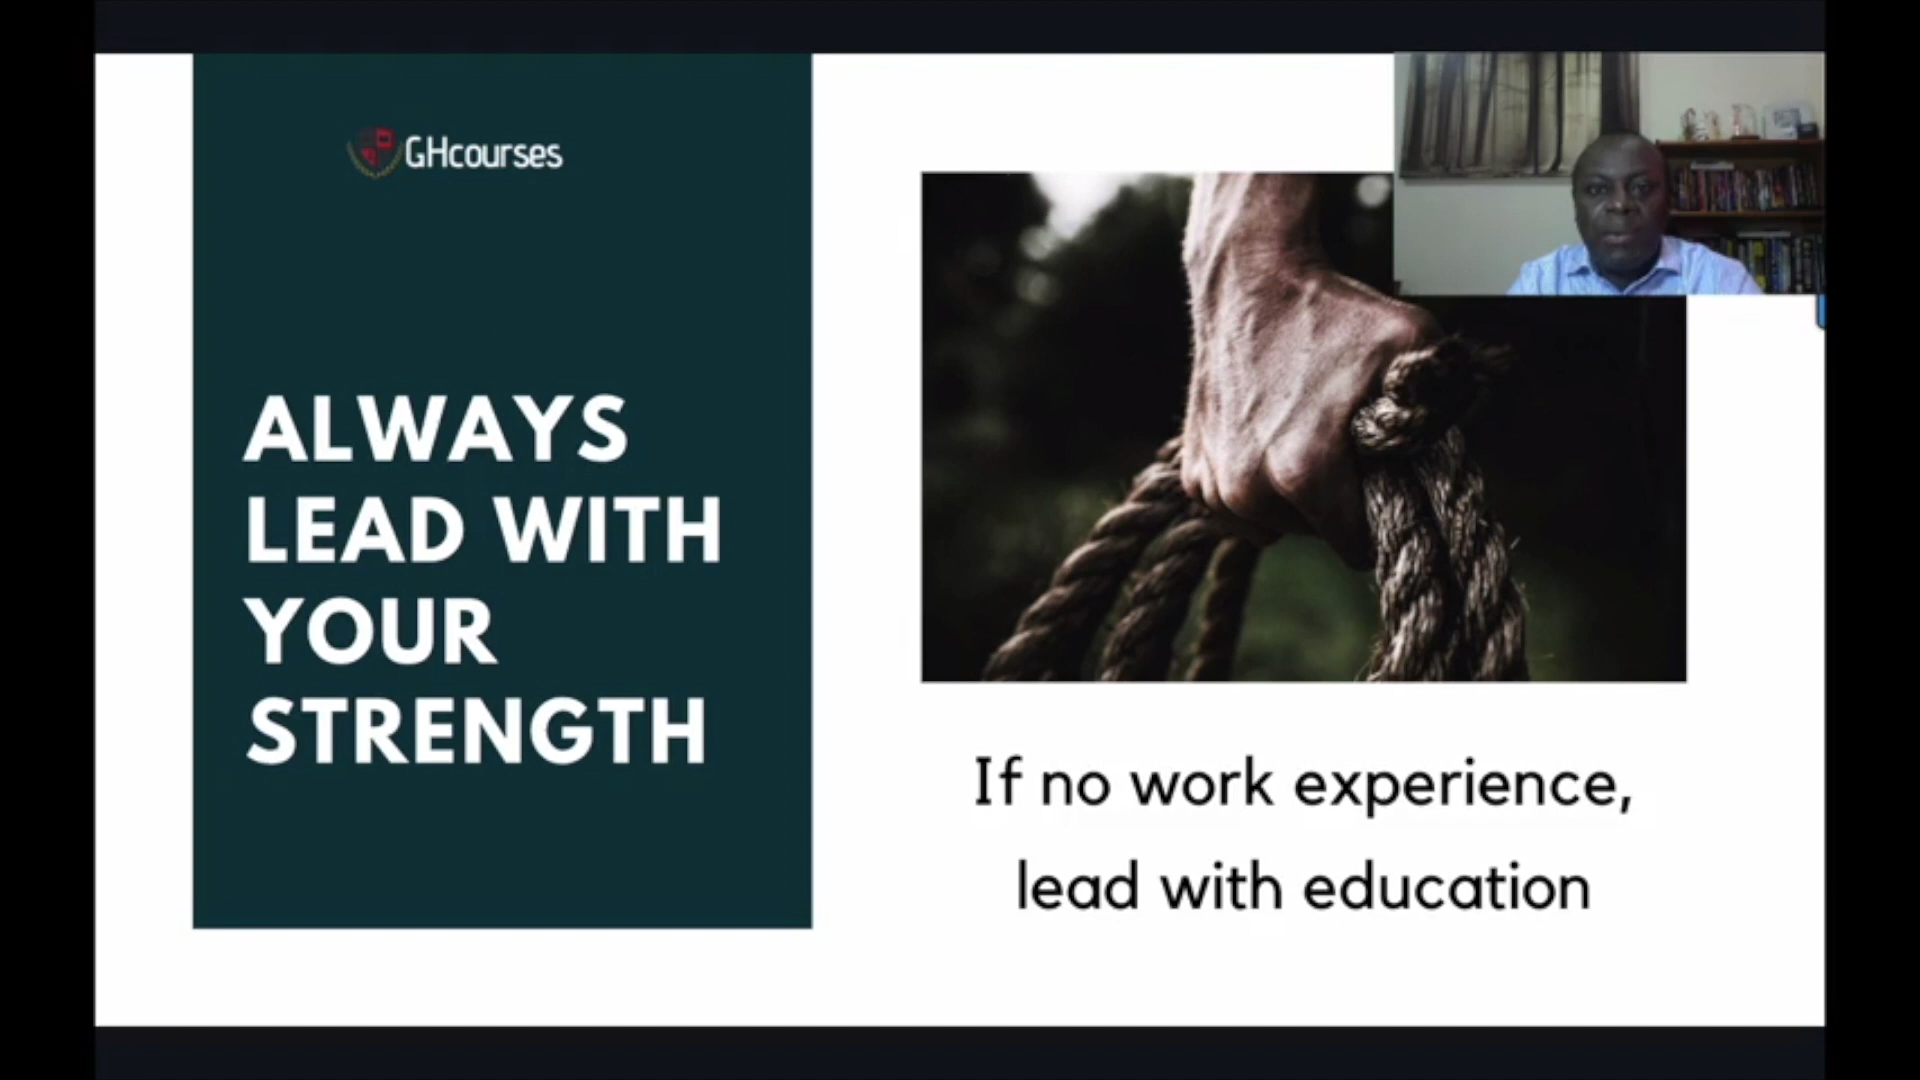 GHcourses
ALWAYS
LEAD WITH
YOUR
STRENGTH
If no work experience,
lead with education